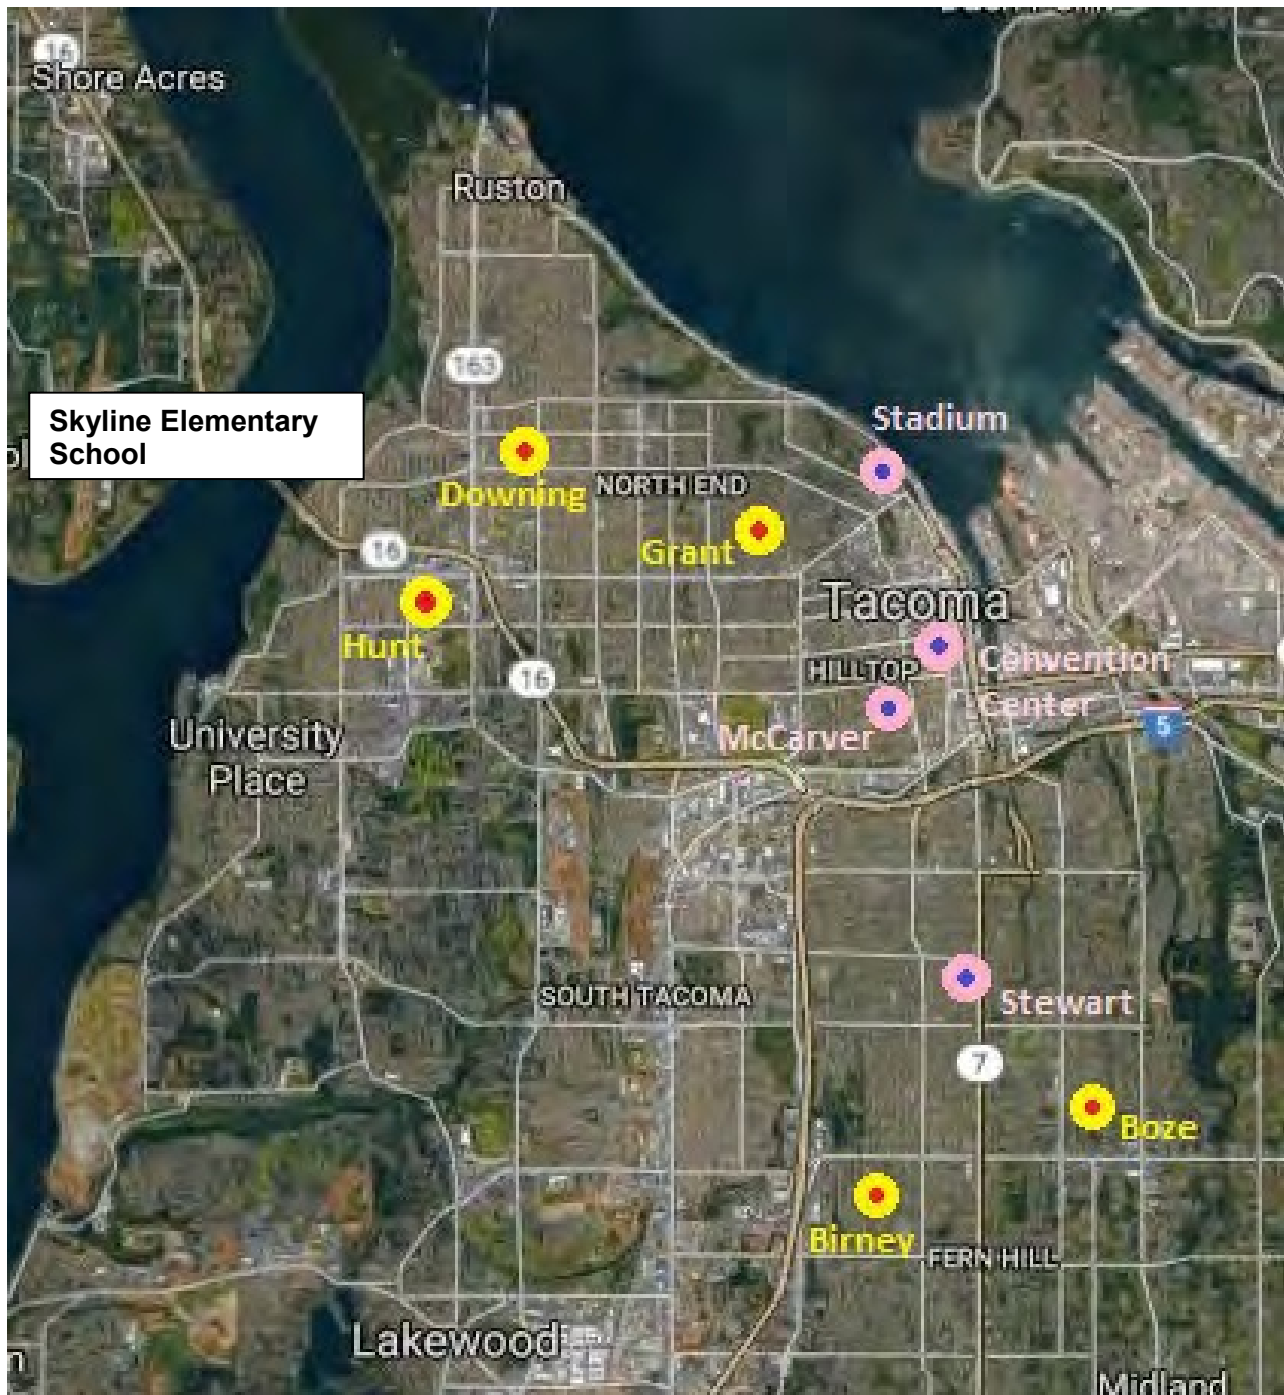 16
Shore Acres
Ruston
163
Skyline Elementary
School
Stadium
Downing
NORTH END
Grant
16
Tacoma
Hunt
Convention
Center
HILLTOP
16
McCarver
5
University
Place
SOUTH TACOMA
Stewart
7
Boze
Birney
FERN HILL
Lakewood
Midland